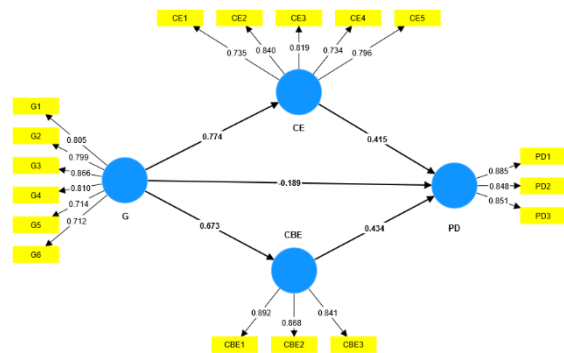 CE1 CE2 CE3 CE4 CE5
0.735 0.840 0.819 0.734 0.796
CE
G1
G2
G3
G4
G5
G6
0.805
0.799
0.866
0.810
0.714
0.712
G
0.774
0.415
-0.189
0.673
0.434
PD1
PD2
PD3
0.885
0.848
0.851
PD
CBE
0.892 0.868 0.841
CBE1 CBE2 CBE3